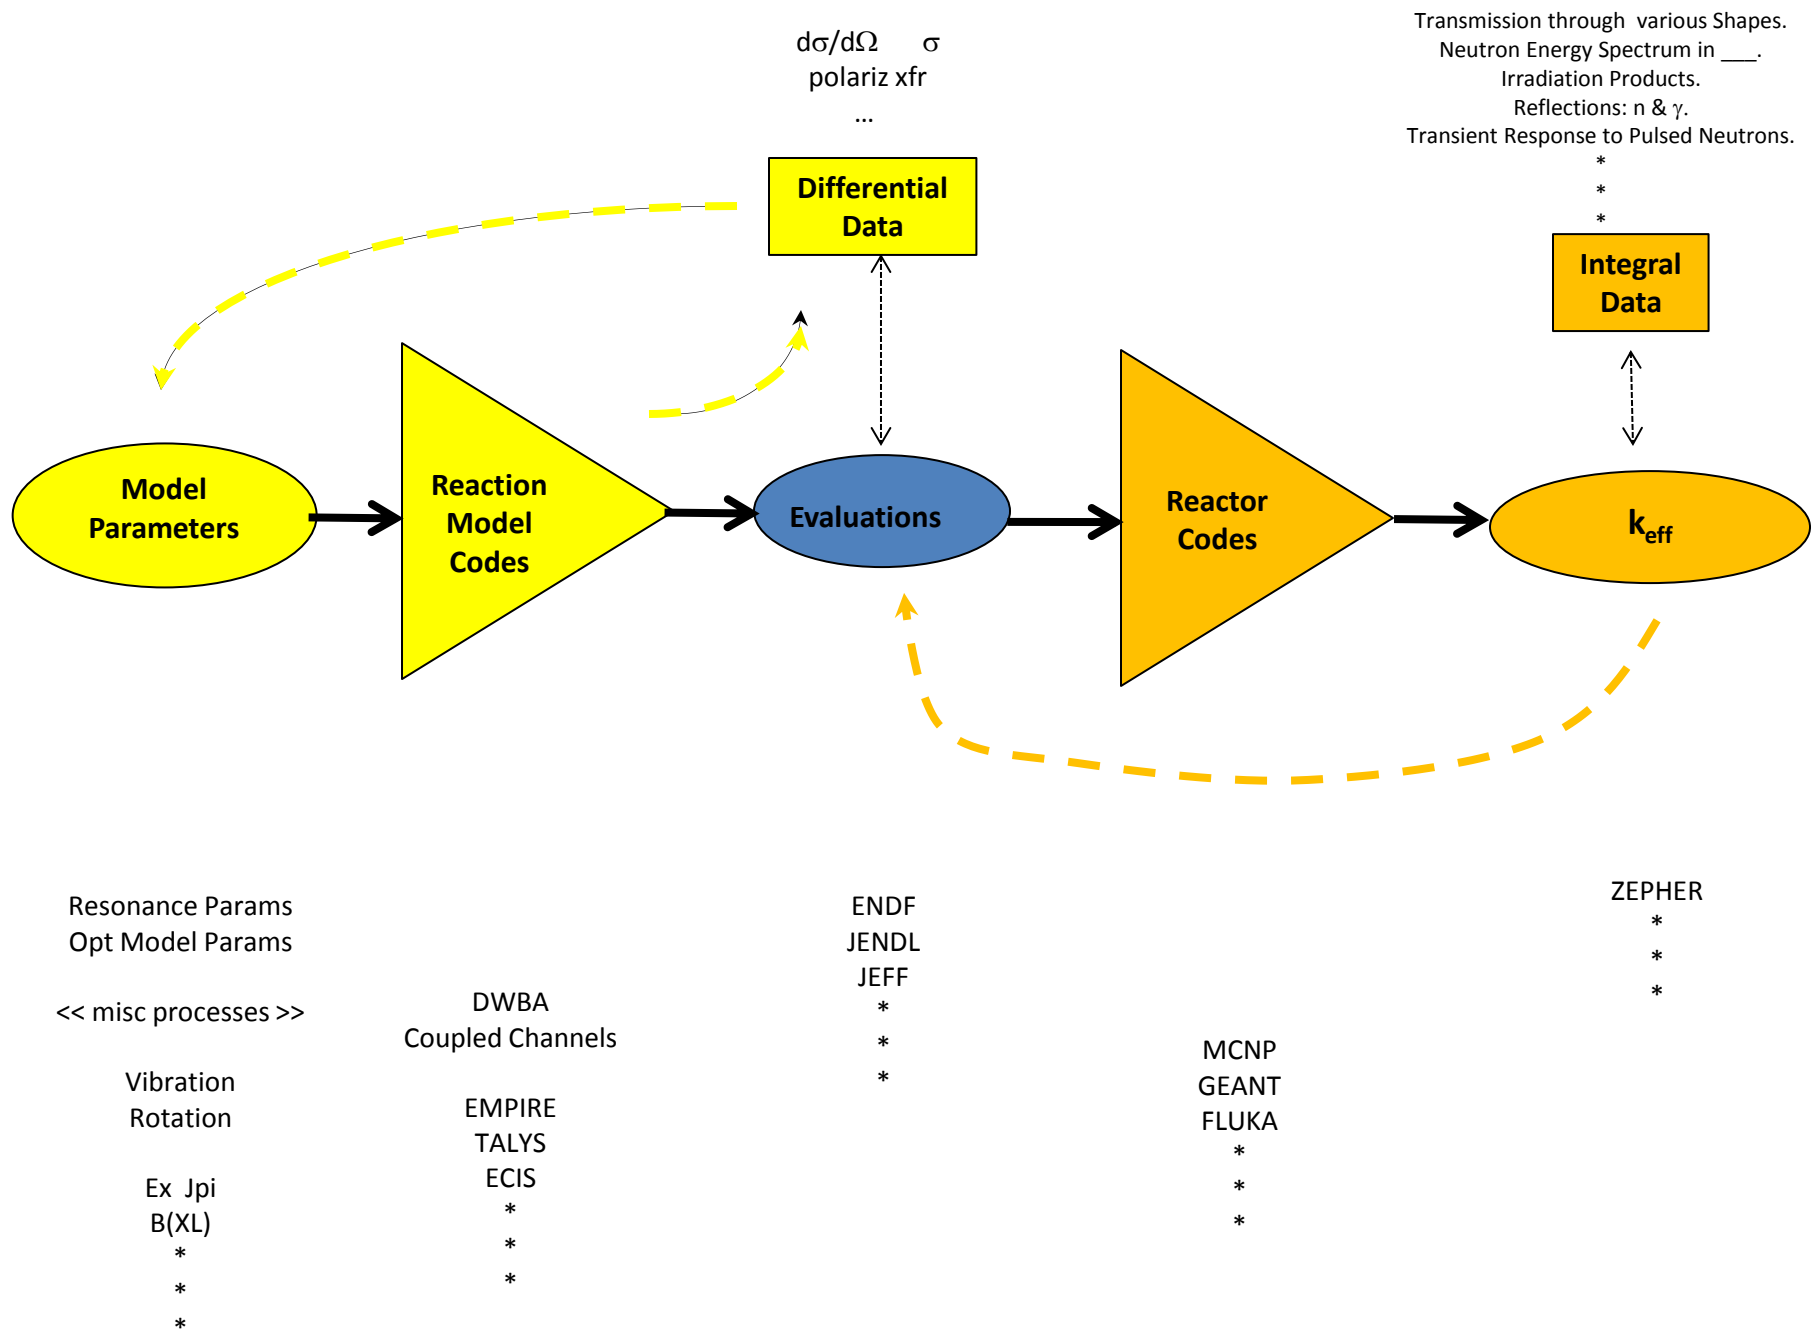 dσ/dΩ σ
polariz xfr
...
Transmission through various Shapes.
Neutron Energy Spectrum in ___.
Irradiation Products.
Reflections: n & γ.
Transient Response to Pulsed Neutrons.
*
*
*
Differential
Data
Integral
Data
Model
Parameters
Reaction
Model
Codes
Evaluations
Reactor
Codes
keff
Resonance Params
Opt Model Params
<< misc processes >>
Vibration
Rotation
Ex Jpi
B(XL)
*
*
*
DWBA
Coupled Channels
EMPIRE
TALYS
ECIS
*
*
*
ENDF
JENDL
JEFF
*
*
*
MCNP
GEANT
FLUKA
*
*
*
ZEPHER
*
*
*